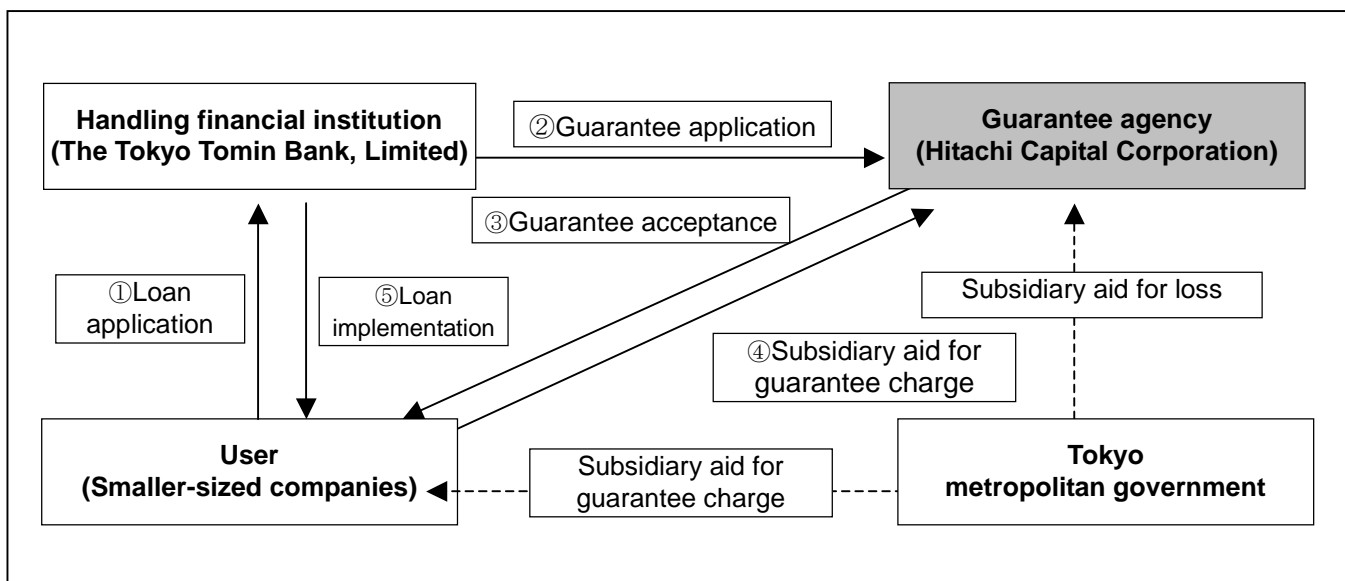 Handling financial institution
(The Tokyo Tomin Bank, Limited)
②Guarantee application
Guarantee agency
(Hitachi Capital Corporation)
③Guarantee acceptance
①Loan
application
⑤Loan
implementation
Subsidiary aid for loss
④Subsidiary aid for
guarantee charge
User
(Smaller-sized companies)
Subsidiary aid for
guarantee charge
Tokyo
metropolitan government